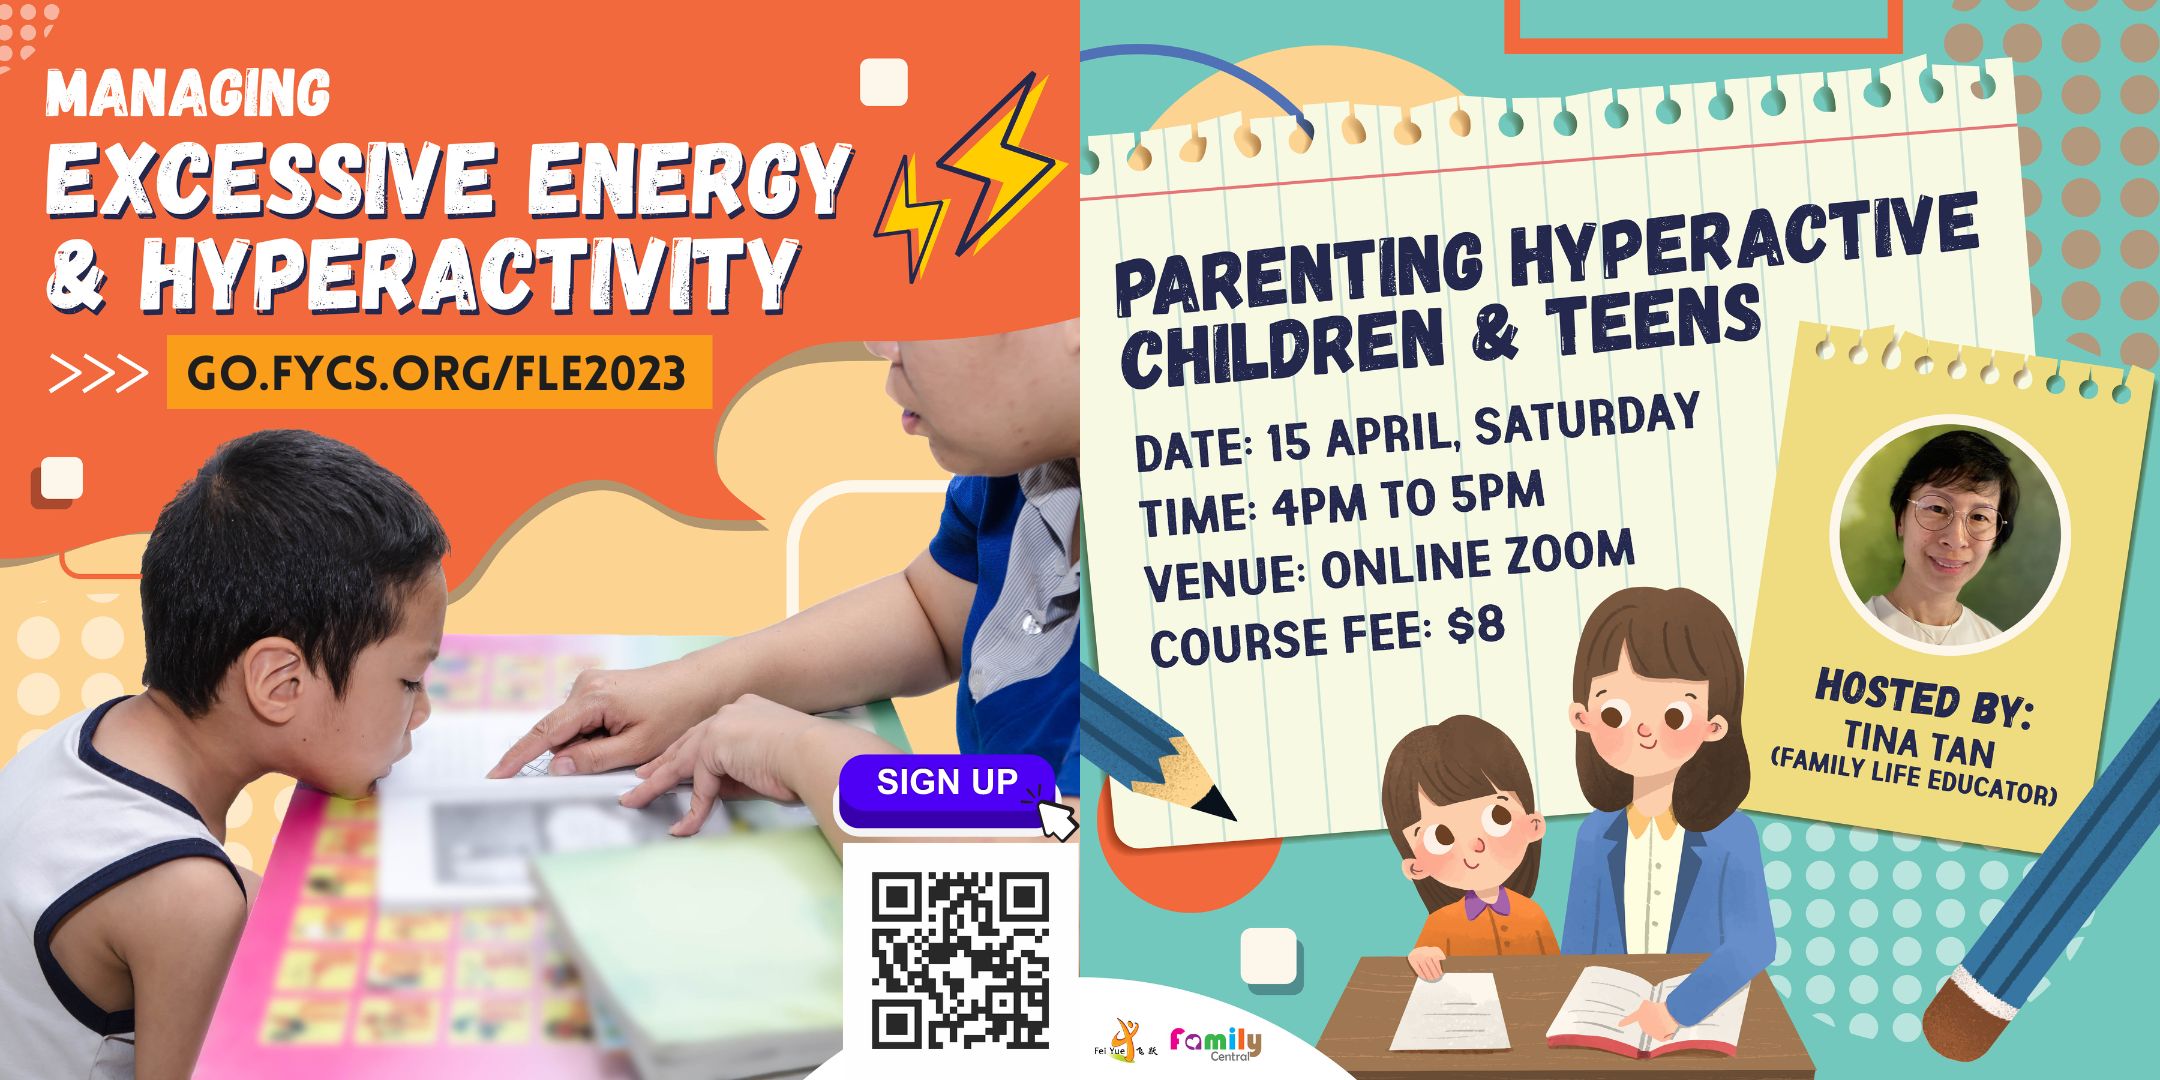 MANAGING
EXCESSIVE ENERGY
& HYPERACTIVITY
>>> GO.FYCS.ORG/FLE2023
SIGN UP
PARENTING HYPERACTIVE
CHILDREN & TEENS
DATE: 15 APRIL, SATURDAY
TIME: 4PM TO 5PM
VENUE: ONLINE ZOOM
COURSE FEE: $8
HOSTED BY:
TINA TAN
(FAMILY LIFE EDUCATOR)
Fei Yue 飞跃
Family
Central